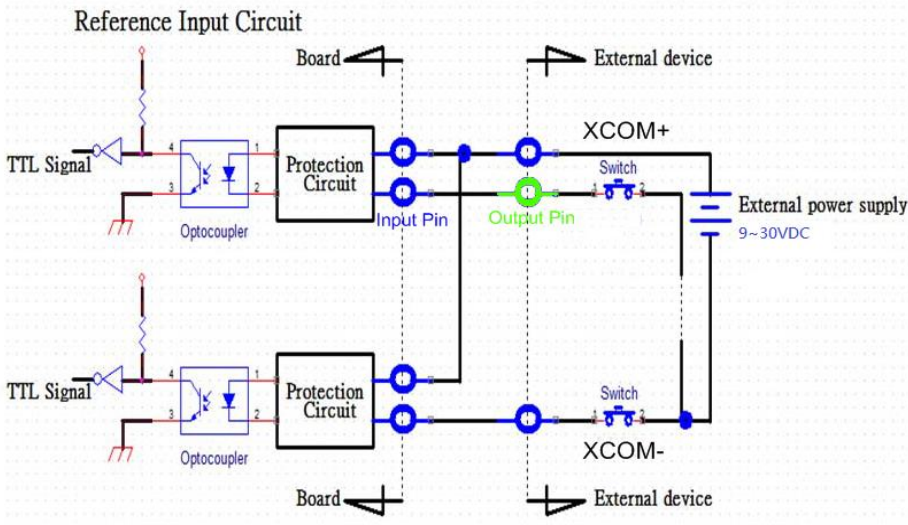 Reference Input Circuit
Board
External device
XCOM+
4
1
TTL Signal
Protection
Circuit
Switch
3
2
1
2
Input Pin
Output Pin
External power supply
9~30VDC
Optocoupler
4
1
TTL Signal
Protection
Circuit
Switch
3
2
1
2
XCOM-
Optocoupler
Board
External device